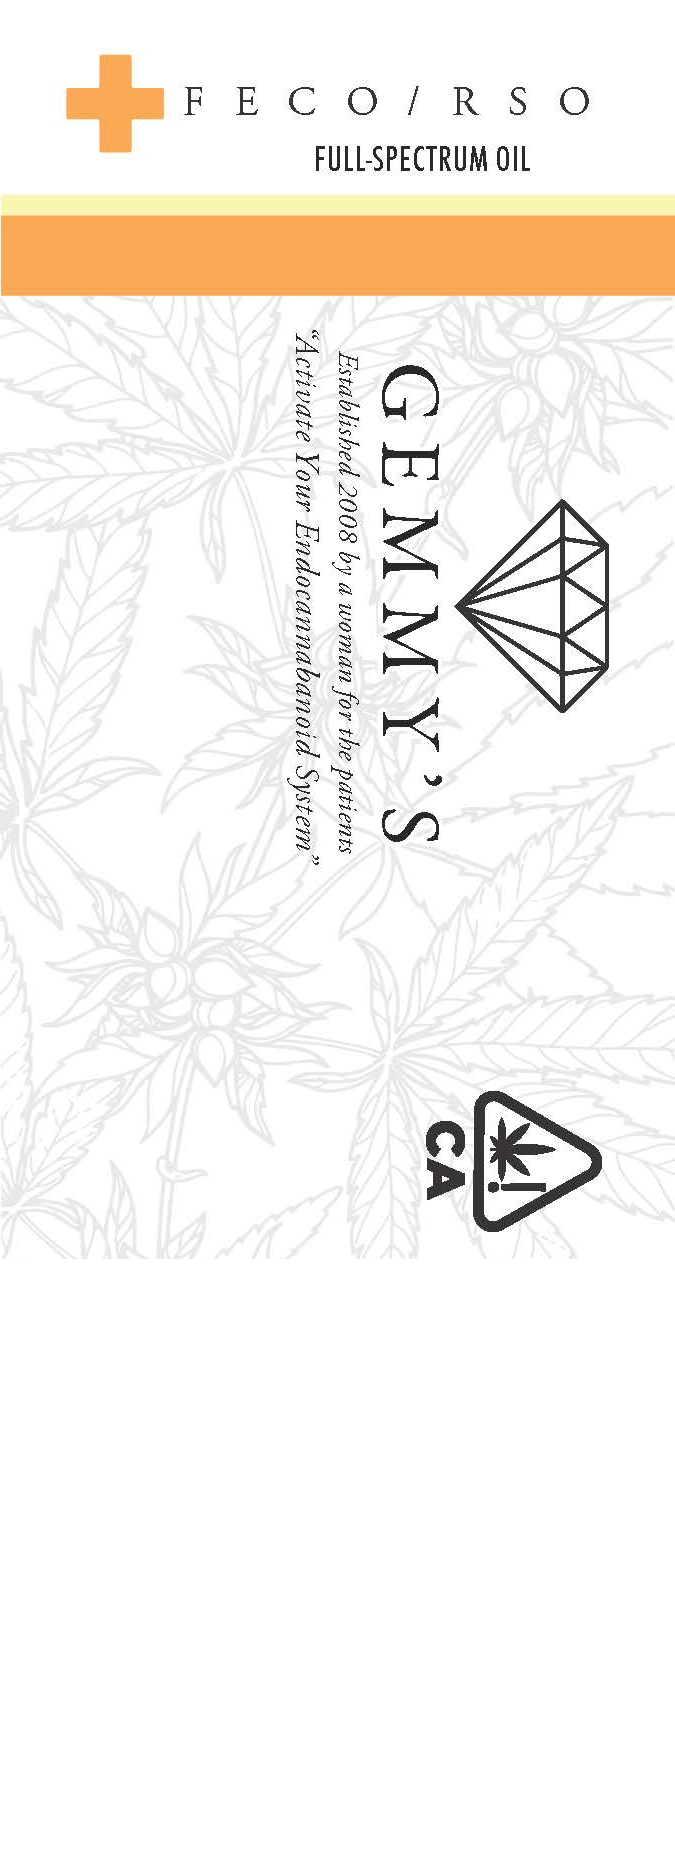 FECO/RSO
FULL-SPECTRUM OIL
GEMMY'S
Established 2008 by a woman for the patients
“Activate Your Endocannabanoid System”
!
CA